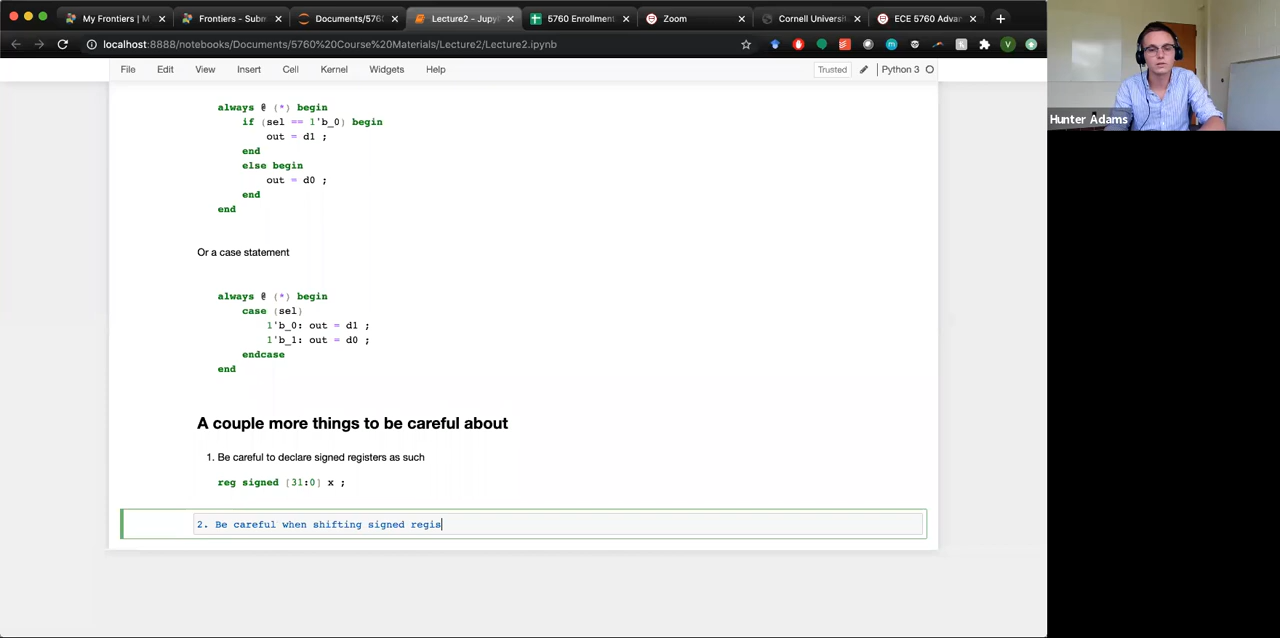 My Frontiers | M
Frontiers - Subm
Documents/5760
Lecture2 - Jupyt
5760 Enrollment
Zoom
Cornell Universit
ECE 5760 Advan
localhost:8888/notebooks/Documents/5760%20Course%20Materials/Lecture2/Lecture2.ipynb
File Edit View Insert Cell Kernel Widgets Help
Trusted
Python 3
always @ (*) begin
if (sel == 1'b_0) begin
out = d1 ;
end
else begin
out = d0 ;
end
end
Or a case statement
always @ (*) begin
case (sel)
1'b_0: out = d1 ;
1'b_1: out = d0 ;
endcase
end
A couple more things to be careful about
1. Be careful to declare signed registers as such
reg signed [31:0] x ;
2. Be careful when shifting signed regis
Hunter Adams